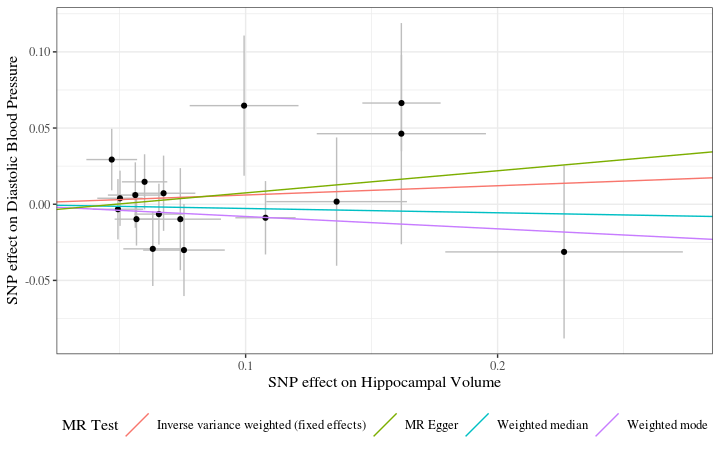 SNP effect on Diastolic Blood Pressure
0.10
0.05
0.00
-0.05
0.1
0.2
SNP effect on Hippocampal Volume
MR Test Inverse variance weighted (fixed effects) MR Egger Weighted median Weighted mode